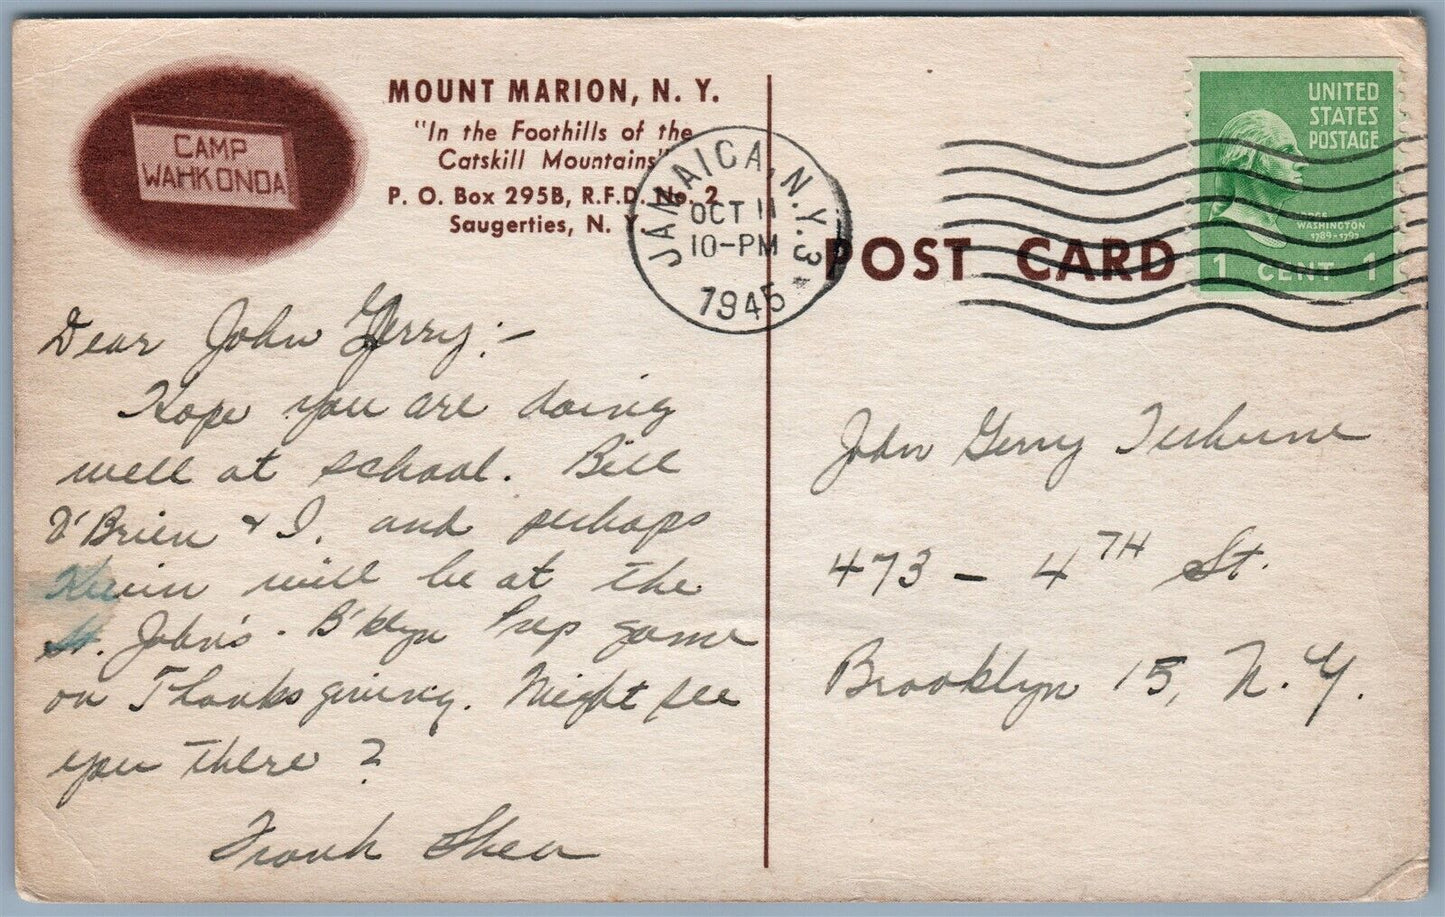 CAMP
WAHKONDA
MOUNT MARION, N. Y.
"In the Foothills of the
Catskill Mountains"
P. O. Box 295B, R.F.D. No. 2
Saugerties, N. Y.
JAMAICA, N.Y. 3
OCT 11
10-PM
1945
UNITED
STATES
POSTAGE
WASHINGTON
1789-1797
1 CENT 1
POST CARD
Dear John Gerry:-
Hope you are doing
well at school. Bill
O'Brien + I. and perhaps
Kevin will be at the
St. John's - B'klyn Prep game
on Thanksgiving. Might see
you there?
Frank Shea
John Gerry
473 - 4TH St.
Brooklyn 15, N. Y.